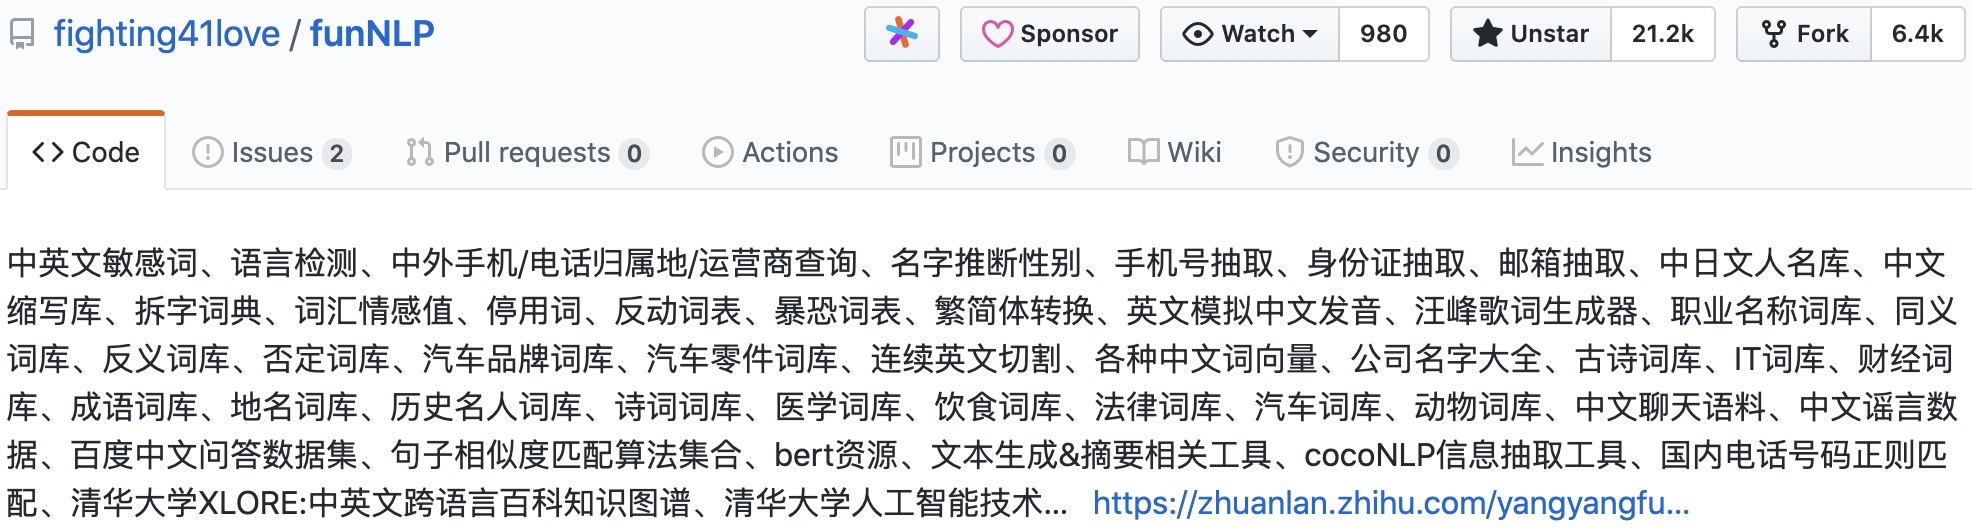 fighting41love / funNLP Sponsor Watch 980 Unstar 21.2k Fork 6.4k
Code Issues 2 Pull requests 0 Actions Projects 0 Wiki Security 0 Insights
中英文敏感词、语言检测、中外手机/电话归属地/运营商查询、名字推断性别、手机号抽取、身份证抽取、邮箱抽取、中日文人名库、中文
缩写库、拆字词典、词汇情感值、停用词、反动词表、暴恐词表、繁简体转换、英文模拟中文发音、汪峰歌词生成器、职业名称词库、同义
词库、反义词库、否定词库、汽车品牌词库、汽车零件词库、连续英文切割、各种中文词向量、公司名字大全、古诗词库、IT词库、财经词
库、成语词库、地名词库、历史名人词库、诗词词库、医学词库、饮食词库、法律词库、汽车词库、动物词库、中文聊天语料、中文谣言数
据、百度中文问答数据集、句子相似度匹配算法集合、bert资源、文本生成&摘要相关工具、cocoNLP信息抽取工具、国内电话号码正则匹
配、清华大学XLORE:中英文跨语言百科知识图谱、清华大学人工智能技术... https://zhuanlan.zhihu.com/yangyangfu...